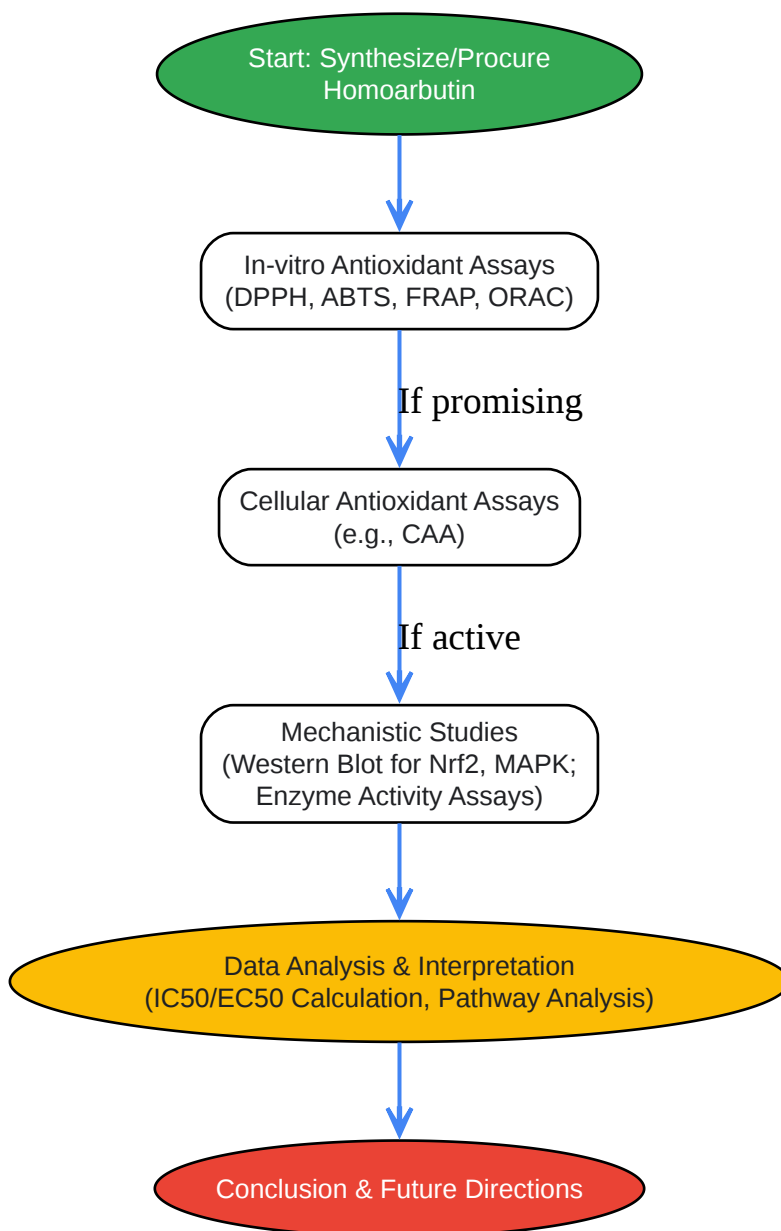 Start: Synthesize/Procure
Homoarbutin
In-vitro Antioxidant Assays
(DPPH, ABTS, FRAP, ORAC)
If promising
Cellular Antioxidant Assays
(e.g., CAA)
If active
Mechanistic Studies
(Western Blot for Nrf2, MAPK;
Enzyme Activity Assays)
Data Analysis & Interpretation
(IC50/EC50 Calculation, Pathway Analysis)
Conclusion & Future Directions